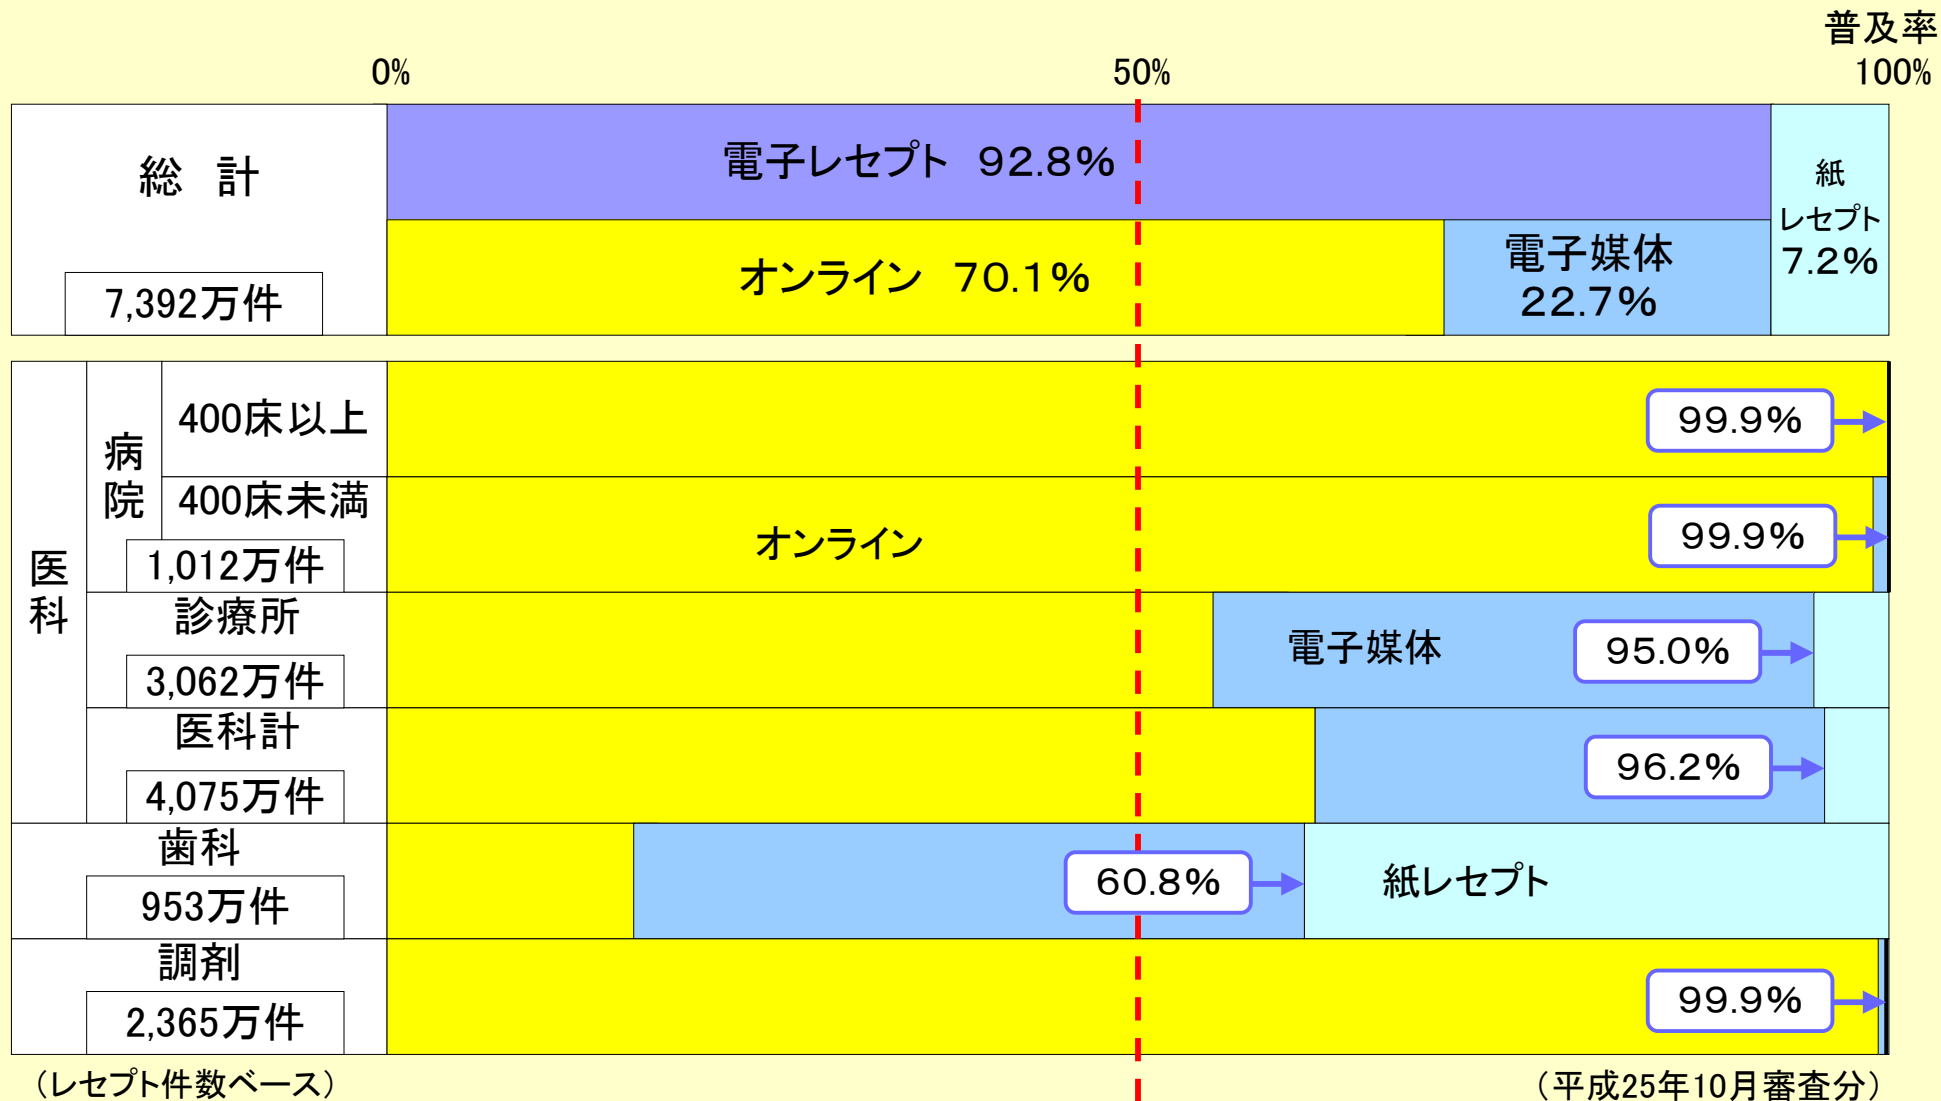 普及率
0%
50%
100%
総 計
7,392万件
電子レセプト 92.8%
オンライン 70.1%
電子媒体
22.7%
紙
レセプト
7.2%
医科
病院
400床以上
99.9%
400床未満
1,012万件
オンライン
99.9%
診療所
3,062万件
電子媒体
95.0%
医科計
4,075万件
96.2%
歯科
953万件
60.8%
紙レセプト
調剤
2,365万件
99.9%
（レセプト件数ベース）
（平成25年10月審査分）